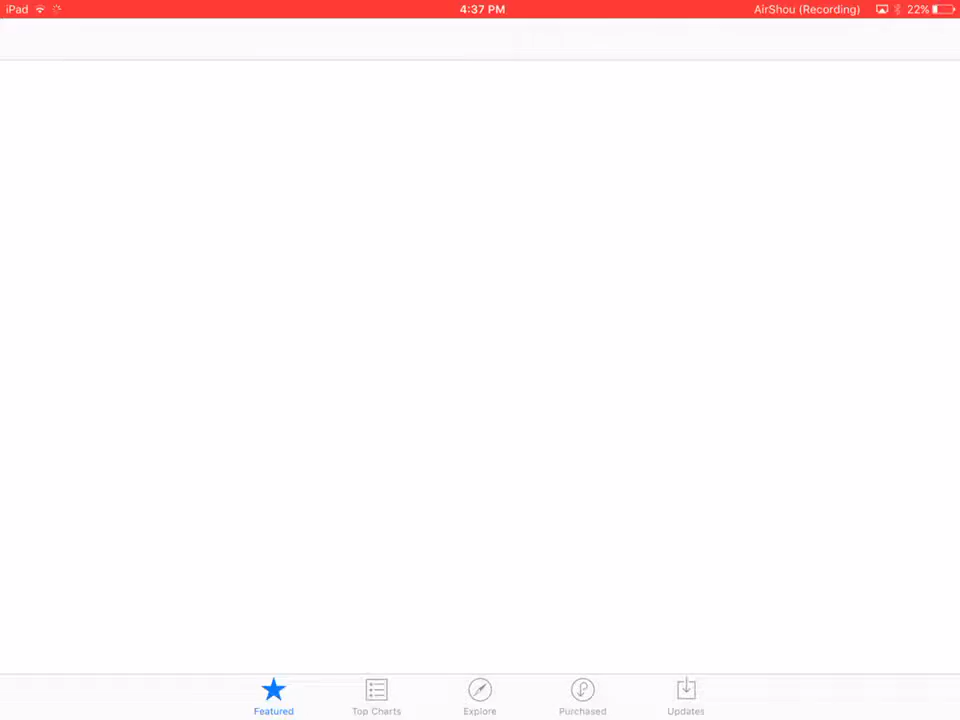 iPad 4:37 PM AirShou (Recording) 22%
Featured Top Charts Explore Purchased Updates